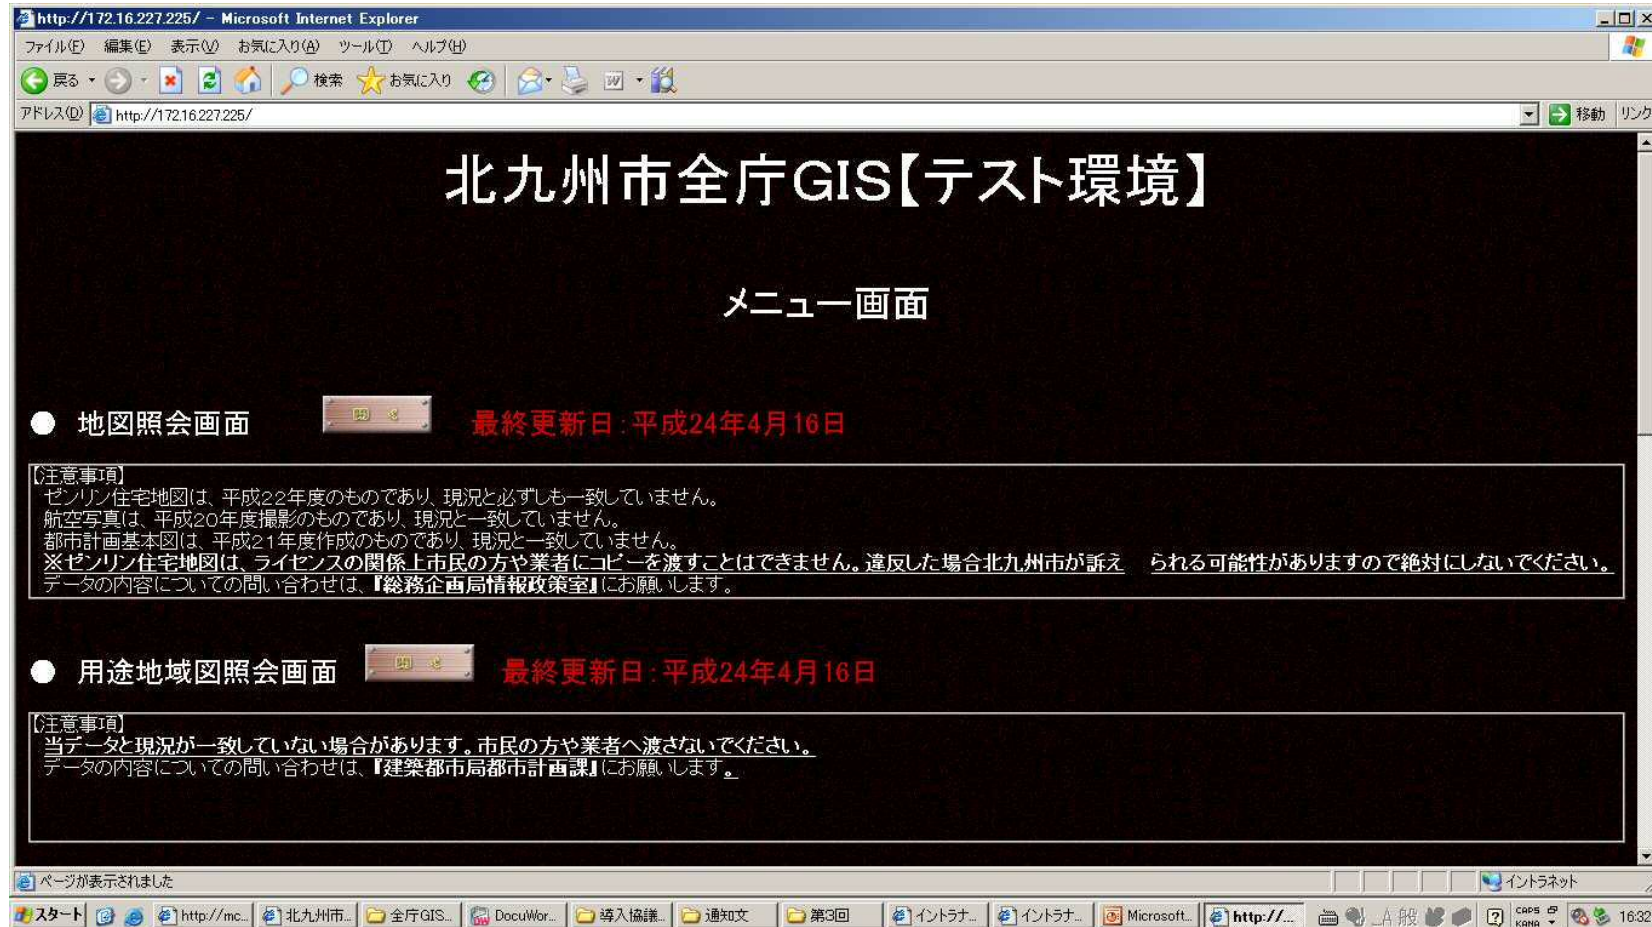 http://172.16.227.225/ - Microsoft Internet Explorer
ファイル(F) 編集(E) 表示(V) お気に入り(A) ツール(T) ヘルプ(H)
戻る 検索 お気に入り
アドレス(D) http://172.16.227.225/ 移動 リンク
北九州市全庁GIS【テスト環境】
メニュー画面
● 地図照会画面 開く 最終更新日:平成24年4月16日
【注意事項】
ゼンリン住宅地図は、平成22年度のものであり、現況と必ずしも一致していません。
航空写真は、平成20年度撮影のものであり、現況と一致していません。
都市計画基本図は、平成21年度作成のものであり、現況と一致していません。
※ゼンリン住宅地図は、ライセンスの関係上市民の方や業者にコピーを渡すことはできません。違反した場合北九州市が訴え られる可能性がありますので絶対にしないでください。
データの内容についての問い合わせは、『総務企画局情報政策室』にお願いします。
● 用途地域図照会画面 開く 最終更新日:平成24年4月16日
【注意事項】
当データと現況が一致していない場合があります。市民の方や業者へ渡さないでください。
データの内容についての問い合わせは、『建築都市局都市計画課』にお願いします。
ページが表示されました イントラネット
スタート http://mc... 北九州市... 全庁GIS... DocuWor... 導入協議... 通知文 第3回 イントラナ... イントラナ... Microsoft... http://... A 般 CAPS KANA 16:32